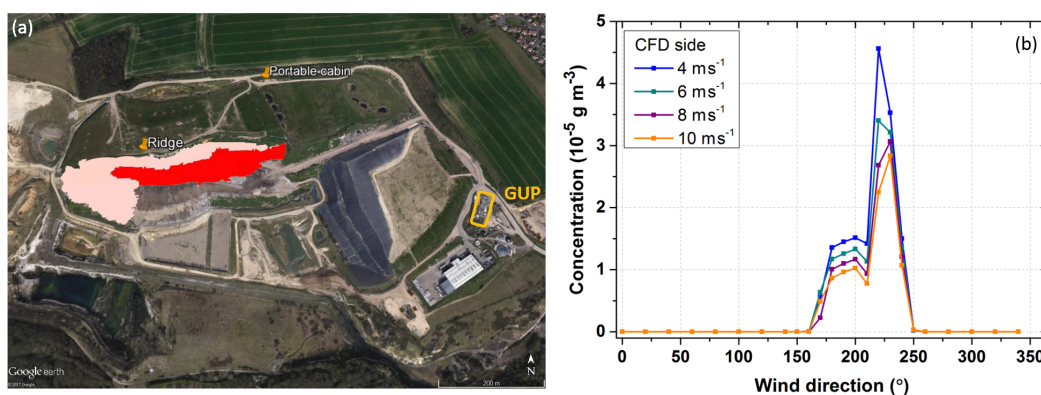 (a)
Portable-cabin
Ridge
GUP
Google earth
© 2017 Google
200 m
N
(b)
CFD side
4 ms⁻¹
6 ms⁻¹
8 ms⁻¹
10 ms⁻¹
Concentration (10⁻⁵ g m⁻³)
5
4
3
2
1
0
0 50 100 150 200 250 300 350
Wind direction (°)